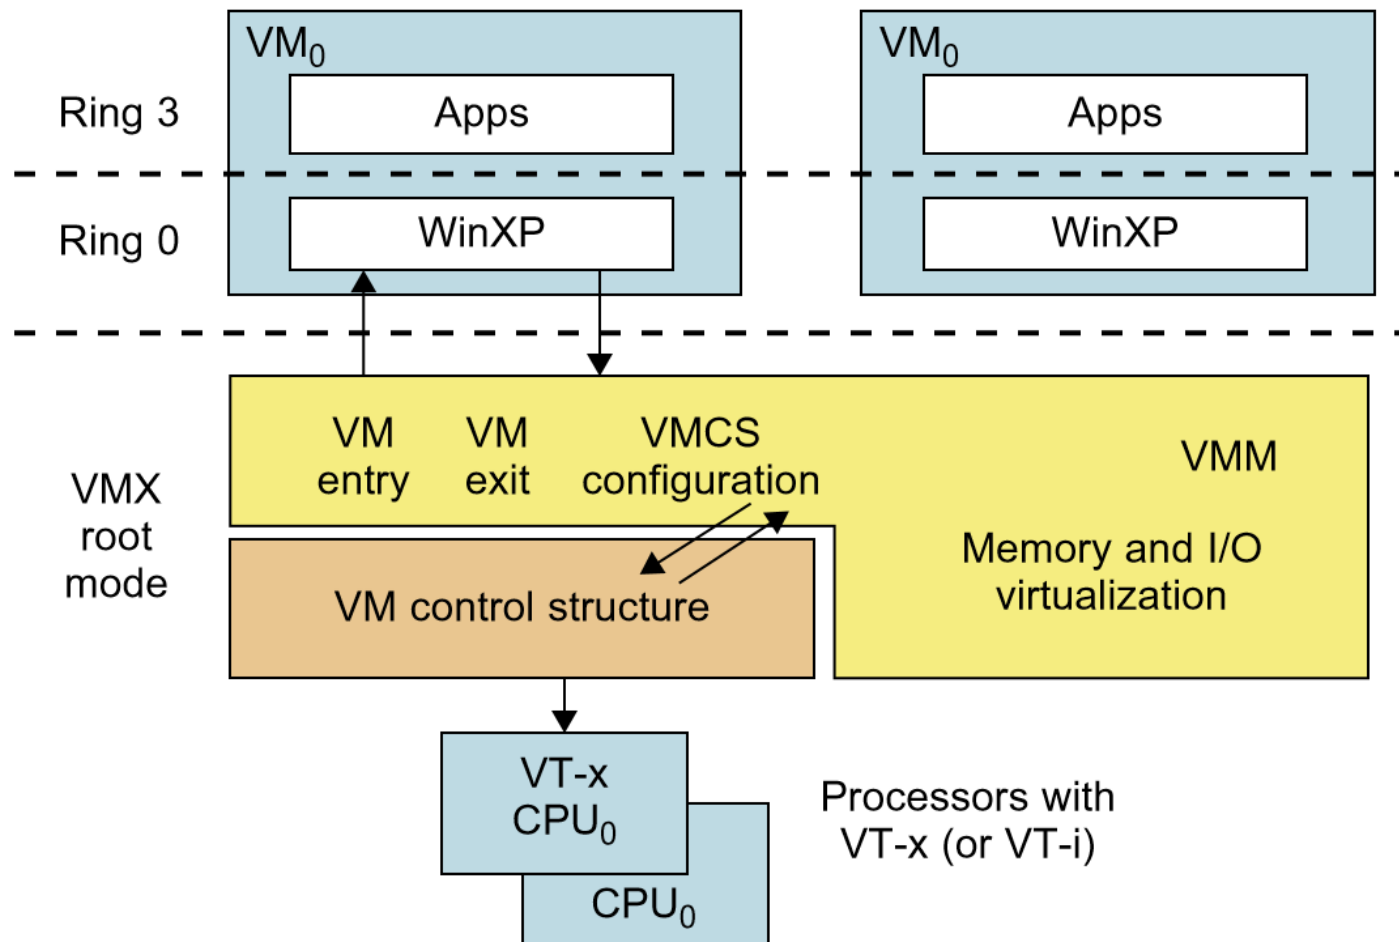 VM₀
VM₀
Ring 3
Apps
Apps
Ring 0
WinXP
WinXP
VMX
root
mode
VM
entry
VM
exit
VMCS
configuration
VMM
Memory and I/O
virtualization
VM control structure
VT-x
CPU₀
CPU₀
Processors with
VT-x (or VT-i)